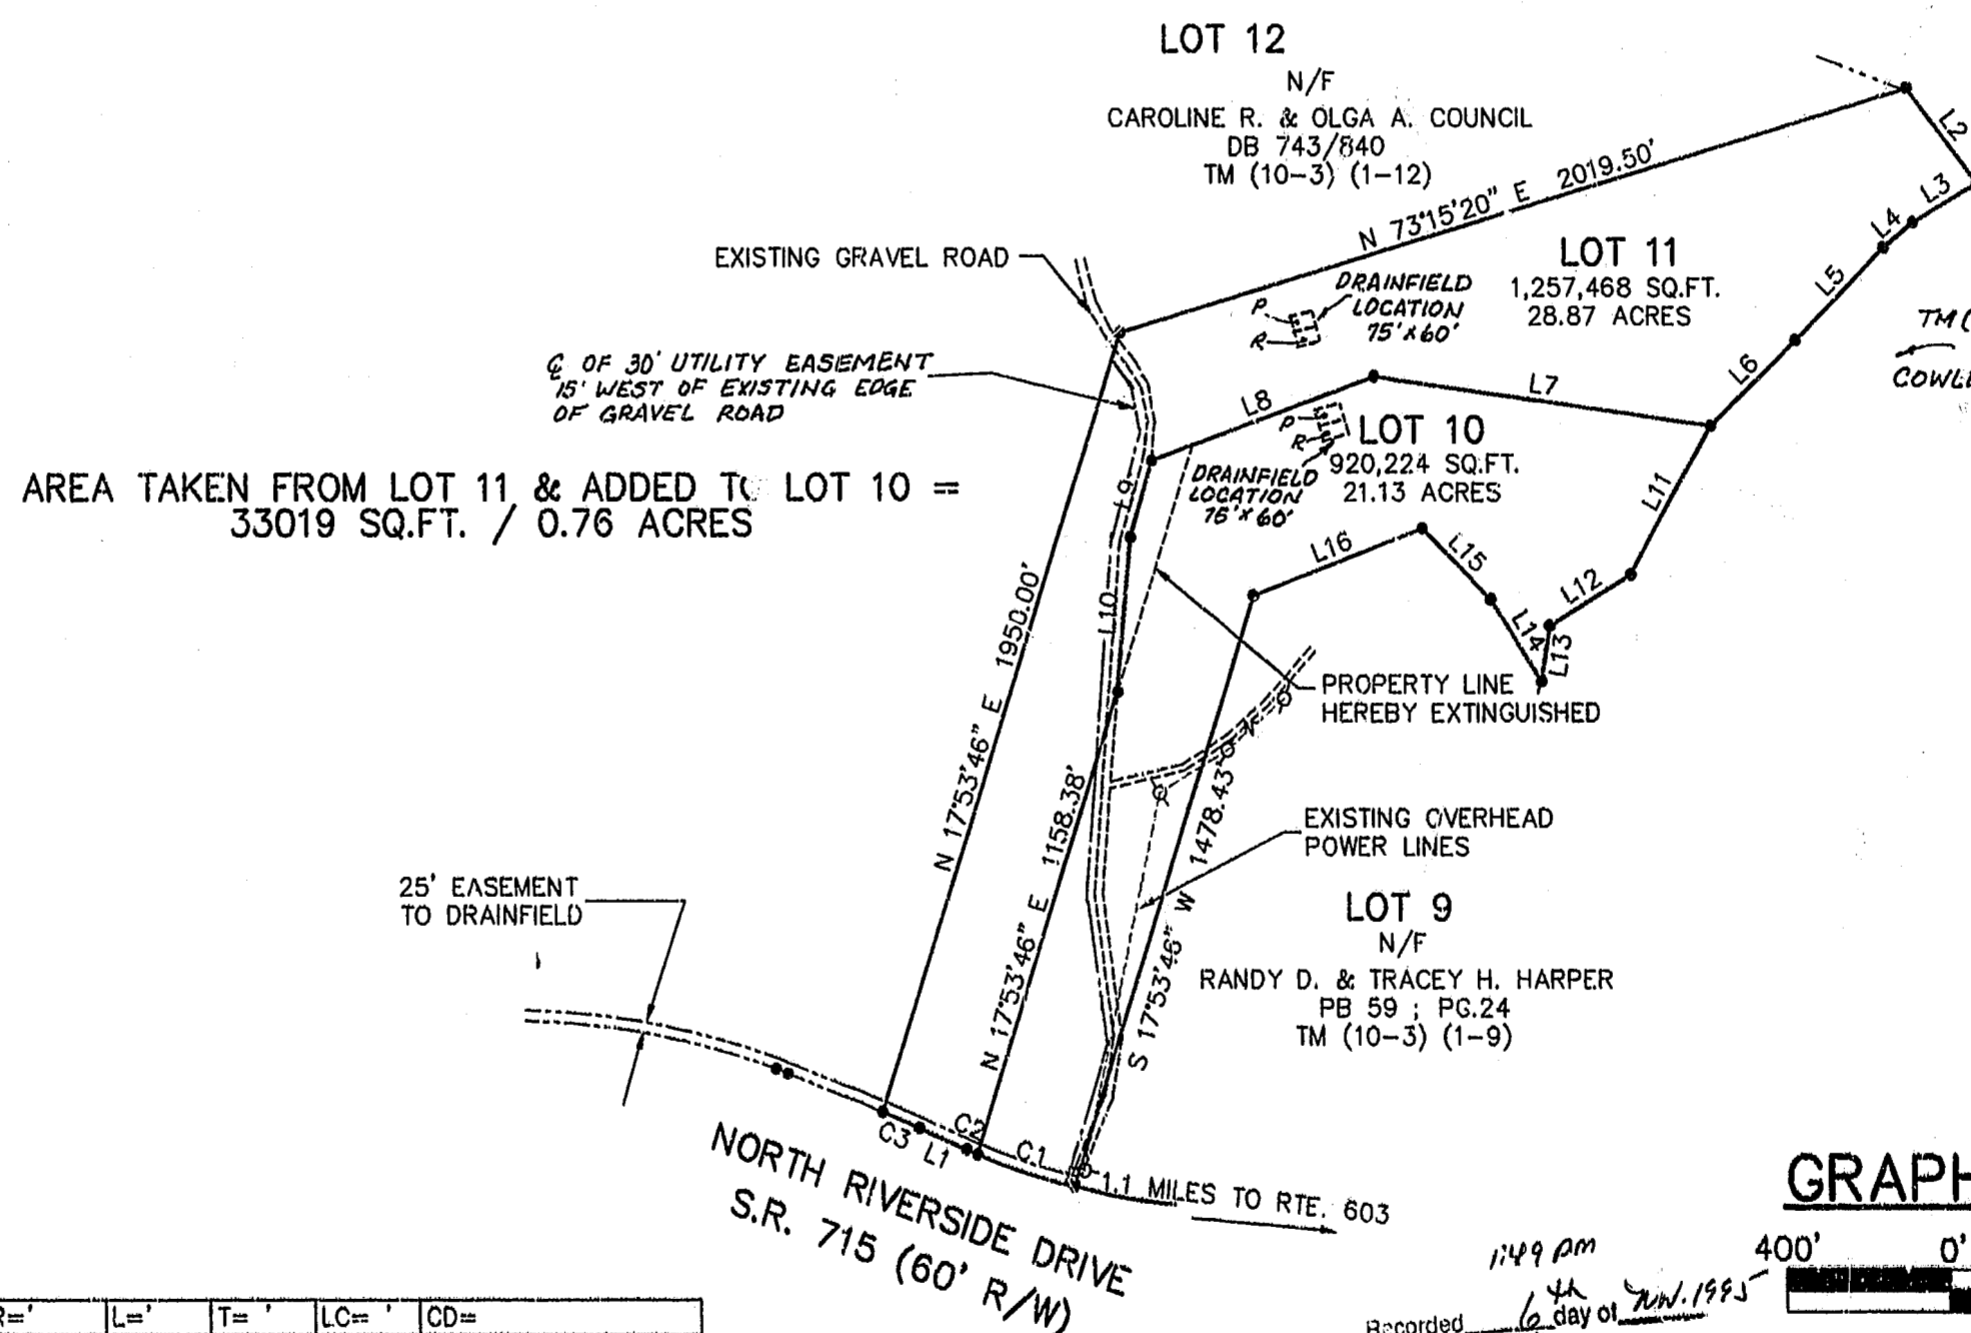 LOT 12
N/F
CAROLINE R. & OLGA A. COUNCIL
DB 743/840
TM (10-3) (1-12)
N 73°15'20" E 2019.50'
L2
L3
L4
L5
L6
EXISTING GRAVEL ROAD
LOT 11
1,257,468 SQ.FT.
28.87 ACRES
DRAINFIELD
LOCATION
75'x60'
P
R
TM (
COWL
℄ OF 30' UTILITY EASEMENT
15' WEST OF EXISTING EDGE
OF GRAVEL ROAD
L8
L7
P
R
LOT 10
920,224 SQ.FT.
21.13 ACRES
DRAINFIELD
LOCATION
75'x60'
AREA TAKEN FROM LOT 11 & ADDED TO LOT 10 =
33019 SQ.FT. / 0.76 ACRES
L9
L10
L11
L16
L15
L12
L14
L13
N 17°53'46" E 1950.00'
N 17°53'46" E 1158.38'
S 17°53'46" W 1478.43'
PROPERTY LINE
HEREBY EXTINGUISHED
EXISTING OVERHEAD
POWER LINES
25' EASEMENT
TO DRAINFIELD
LOT 9
N/F
RANDY D. & TRACEY H. HARPER
PB 59 ; PG.24
TM (10-3) (1-9)
C3
L1
C2
C1
1.1 MILES TO RTE. 603
NORTH RIVERSIDE DRIVE
S.R. 715 (60' R/W)
GRAPH
400' 0'
1:49 pm
Recorded 6th day of Nov. 1995
R=' L=' T= ' LC= ' CD=